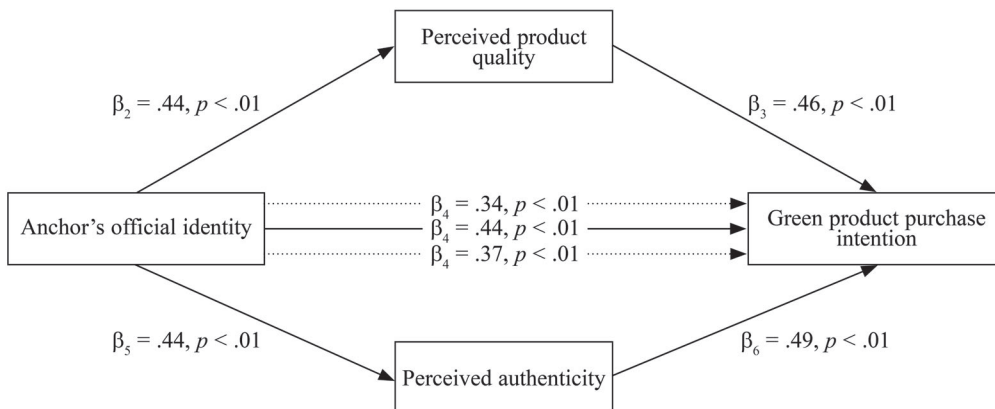 Perceived product
quality
β₂ = .44, p < .01
β₃ = .46, p < .01
Anchor’s official identity
β₄ = .34, p < .01
β₄ = .44, p < .01
β₄ = .37, p < .01
Green product purchase
intention
β₅ = .44, p < .01
β₆ = .49, p < .01
Perceived authenticity